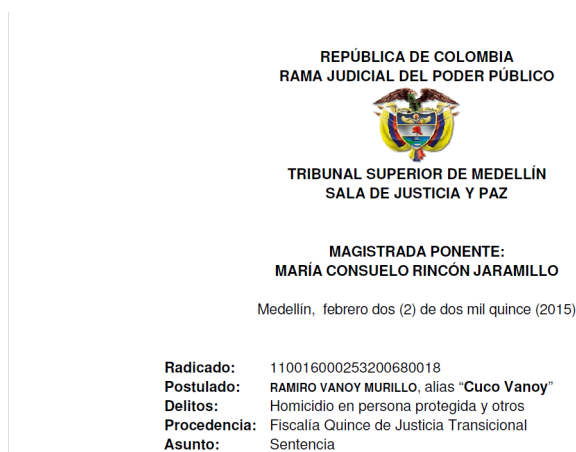 REPÚBLICA DE COLOMBIA
RAMA JUDICIAL DEL PODER PÚBLICO
TRIBUNAL SUPERIOR DE MEDELLÍN
SALA DE JUSTICIA Y PAZ
MAGISTRADA PONENTE:
MARÍA CONSUELO RINCÓN JARAMILLO
Medellín, febrero dos (2) de dos mil quince (2015)
Radicado: 110016000253200680018
Postulado: RAMIRO VANOY MURILLO, alias “Cuco Vanoy”
Delitos: Homicidio en persona protegida y otros
Procedencia: Fiscalía Quince de Justicia Transicional
Asunto: Sentencia